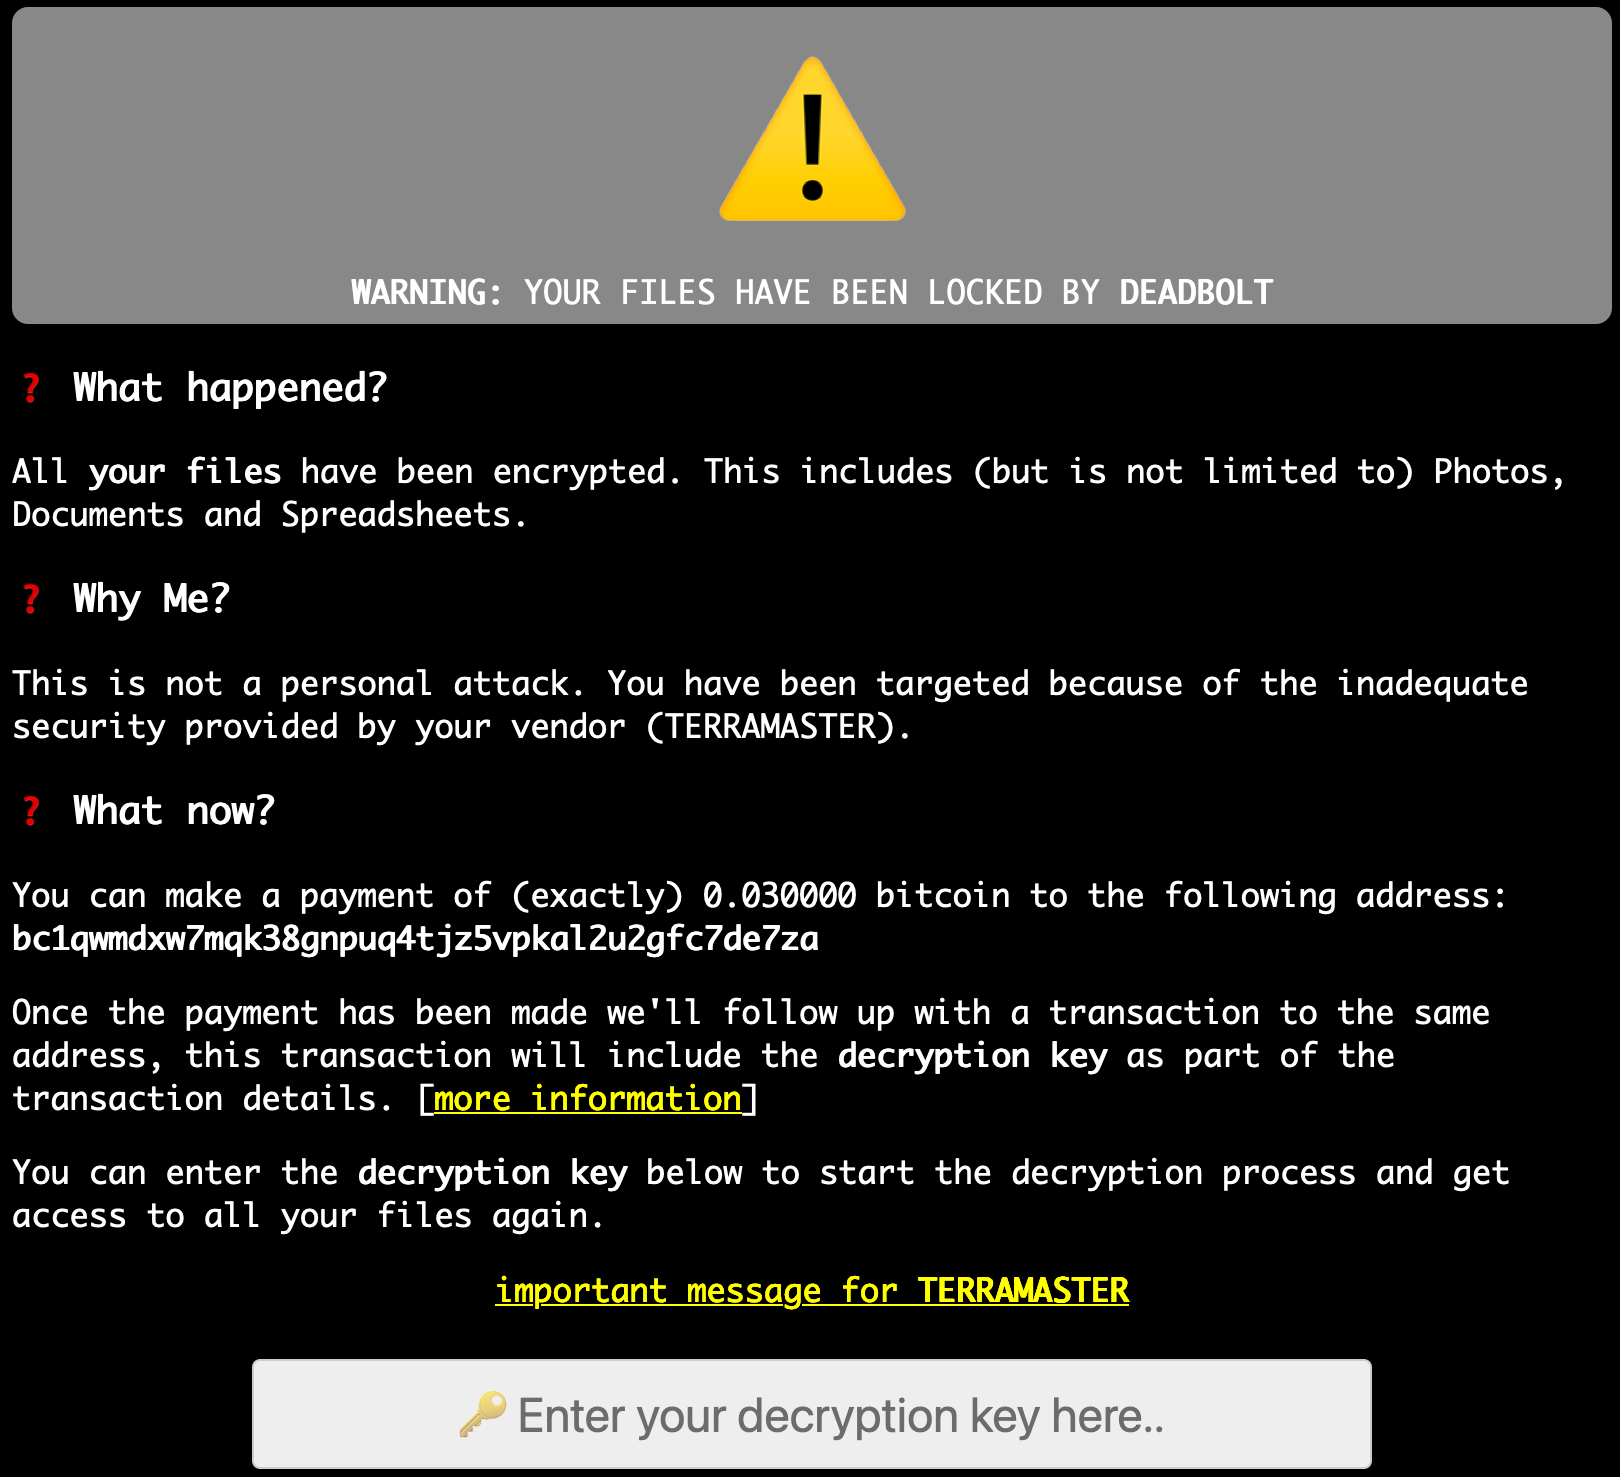 WARNING: YOUR FILES HAVE BEEN LOCKED BY DEADBOLT
? What happened?
All your files have been encrypted. This includes (but is not limited to) Photos,
Documents and Spreadsheets.
? Why Me?
This is not a personal attack. You have been targeted because of the inadequate
security provided by your vendor (TERRAMASTER).
? What now?
You can make a payment of (exactly) 0.030000 bitcoin to the following address:
bc1qwmdxw7mqk38gnpuq4tjz5vpkal2u2gfc7de7za
Once the payment has been made we'll follow up with a transaction to the same
address, this transaction will include the decryption key as part of the
transaction details. [more information]
You can enter the decryption key below to start the decryption process and get
access to all your files again.
important message for TERRAMASTER
Enter your decryption key here..